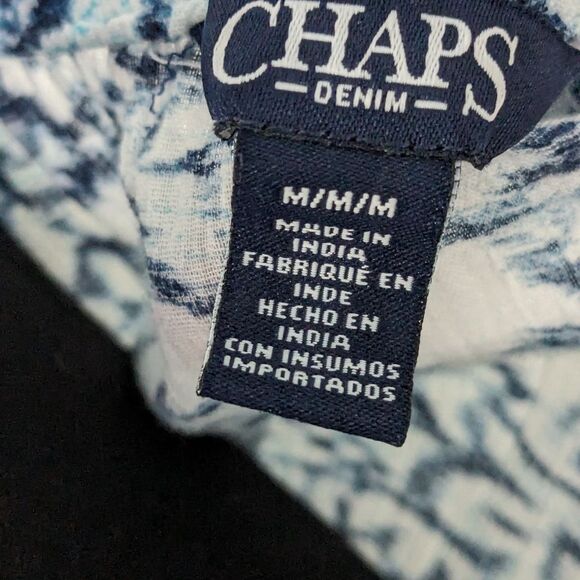 CHAPS
DENIM
M/M/M
MADE IN
INDIA
FABRIQUÉ EN
INDE
HECHO EN
INDIA
CON INSUMOS
IMPORTADOS